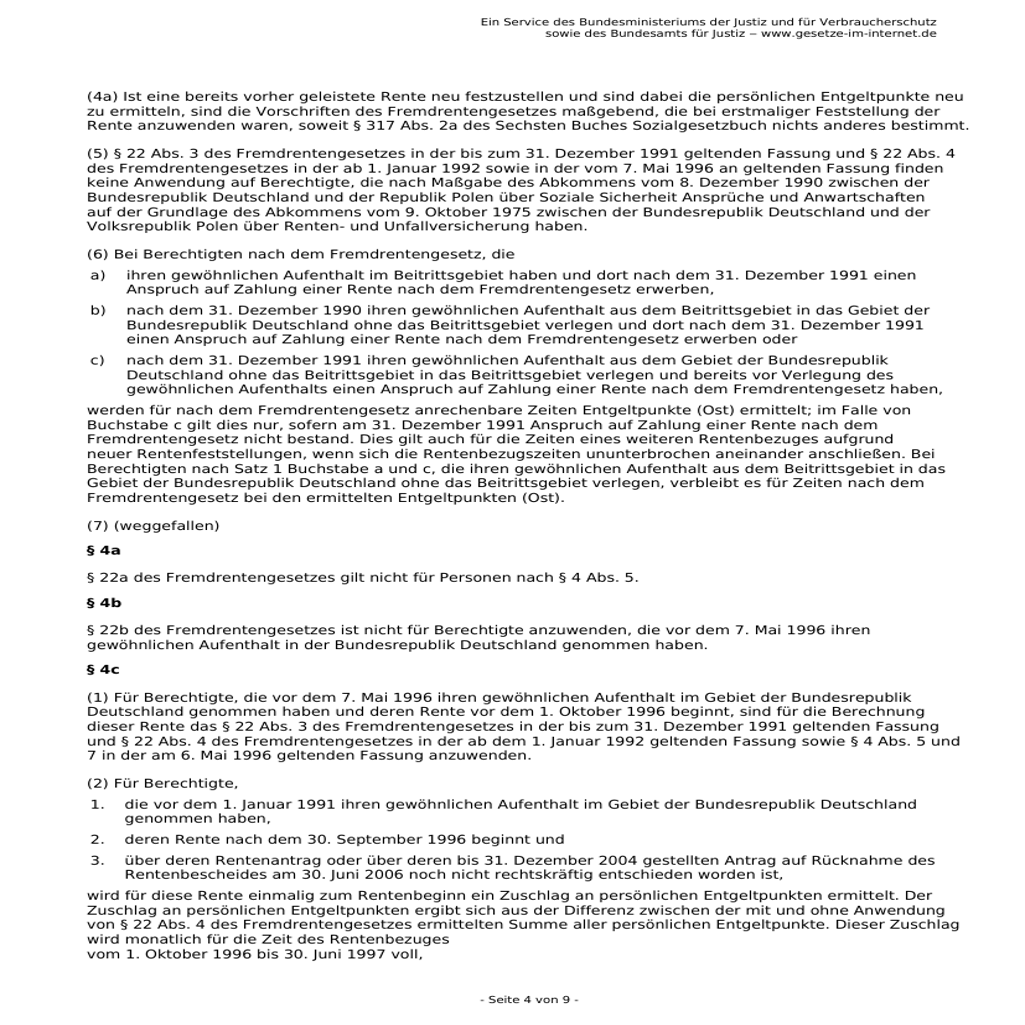 Ein Service des Bundesministeriums der Justiz und für Verbraucherschutz
sowie des Bundesamts für Justiz – www.gesetze-im-internet.de
(4a) Ist eine bereits vorher geleistete Rente neu festzustellen und sind dabei die persönlichen Entgeltpunkte neu
zu ermitteln, sind die Vorschriften des Fremdrentengesetzes maßgebend, die bei erstmaliger Feststellung der
Rente anzuwenden waren, soweit § 317 Abs. 2a des Sechsten Buches Sozialgesetzbuch nichts anderes bestimmt.
(5) § 22 Abs. 3 des Fremdrentengesetzes in der bis zum 31. Dezember 1991 geltenden Fassung und § 22 Abs. 4
des Fremdrentengesetzes in der ab 1. Januar 1992 sowie in der vom 7. Mai 1996 an geltenden Fassung finden
keine Anwendung auf Berechtigte, die nach Maßgabe des Abkommens vom 8. Dezember 1990 zwischen der
Bundesrepublik Deutschland und der Republik Polen über Soziale Sicherheit Ansprüche und Anwartschaften
auf der Grundlage des Abkommens vom 9. Oktober 1975 zwischen der Bundesrepublik Deutschland und der
Volksrepublik Polen über Renten- und Unfallversicherung haben.
(6) Bei Berechtigten nach dem Fremdrentengesetz, die
a) ihren gewöhnlichen Aufenthalt im Beitrittsgebiet haben und dort nach dem 31. Dezember 1991 einen
Anspruch auf Zahlung einer Rente nach dem Fremdrentengesetz erwerben,
b) nach dem 31. Dezember 1990 ihren gewöhnlichen Aufenthalt aus dem Beitrittsgebiet in das Gebiet der
Bundesrepublik Deutschland ohne das Beitrittsgebiet verlegen und dort nach dem 31. Dezember 1991
einen Anspruch auf Zahlung einer Rente nach dem Fremdrentengesetz erwerben oder
c) nach dem 31. Dezember 1991 ihren gewöhnlichen Aufenthalt aus dem Gebiet der Bundesrepublik
Deutschland ohne das Beitrittsgebiet in das Beitrittsgebiet verlegen und bereits vor Verlegung des
gewöhnlichen Aufenthalts einen Anspruch auf Zahlung einer Rente nach dem Fremdrentengesetz haben,
werden für nach dem Fremdrentengesetz anrechenbare Zeiten Entgeltpunkte (Ost) ermittelt; im Falle von
Buchstabe c gilt dies nur, sofern am 31. Dezember 1991 Anspruch auf Zahlung einer Rente nach dem
Fremdrentengesetz nicht bestand. Dies gilt auch für die Zeiten eines weiteren Rentenbezuges aufgrund
neuer Rentenfeststellungen, wenn sich die Rentenbezugszeiten ununterbrochen aneinander anschließen. Bei
Berechtigten nach Satz 1 Buchstabe a und c, die ihren gewöhnlichen Aufenthalt aus dem Beitrittsgebiet in das
Gebiet der Bundesrepublik Deutschland ohne das Beitrittsgebiet verlegen, verbleibt es für Zeiten nach dem
Fremdrentengesetz bei den ermittelten Entgeltpunkten (Ost).
(7) (weggefallen)
§ 4a
§ 22a des Fremdrentengesetzes gilt nicht für Personen nach § 4 Abs. 5.
§ 4b
§ 22b des Fremdrentengesetzes ist nicht für Berechtigte anzuwenden, die vor dem 7. Mai 1996 ihren
gewöhnlichen Aufenthalt in der Bundesrepublik Deutschland genommen haben.
§ 4c
(1) Für Berechtigte, die vor dem 7. Mai 1996 ihren gewöhnlichen Aufenthalt im Gebiet der Bundesrepublik
Deutschland genommen haben und deren Rente vor dem 1. Oktober 1996 beginnt, sind für die Berechnung
dieser Rente das § 22 Abs. 3 des Fremdrentengesetzes in der bis zum 31. Dezember 1991 geltenden Fassung
und § 22 Abs. 4 des Fremdrentengesetzes in der ab dem 1. Januar 1992 geltenden Fassung sowie § 4 Abs. 5 und
7 in der am 6. Mai 1996 geltenden Fassung anzuwenden.
(2) Für Berechtigte,
1. die vor dem 1. Januar 1991 ihren gewöhnlichen Aufenthalt im Gebiet der Bundesrepublik Deutschland
genommen haben,
2. deren Rente nach dem 30. September 1996 beginnt und
3. über deren Rentenantrag oder über deren bis 31. Dezember 2004 gestellten Antrag auf Rücknahme des
Rentenbescheides am 30. Juni 2006 noch nicht rechtskräftig entschieden worden ist,
wird für diese Rente einmalig zum Rentenbeginn ein Zuschlag an persönlichen Entgeltpunkten ermittelt. Der
Zuschlag an persönlichen Entgeltpunkten ergibt sich aus der Differenz zwischen der mit und ohne Anwendung
von § 22 Abs. 4 des Fremdrentengesetzes ermittelten Summe aller persönlichen Entgeltpunkte. Dieser Zuschlag
wird monatlich für die Zeit des Rentenbezuges
vom 1. Oktober 1996 bis 30. Juni 1997 voll,
- Seite 4 von 9 -